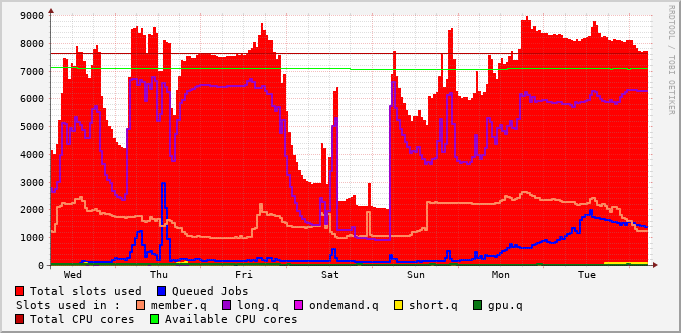 9000
8000
7000
6000
5000
4000
3000
2000
1000
0
Wed Thu Fri Sat Sun Mon Tue
RRDTOOL / TOBI OETIKER
Total slots used Queued Jobs
Slots used in : member.q long.q ondemand.q short.q gpu.q
Total CPU cores Available CPU cores